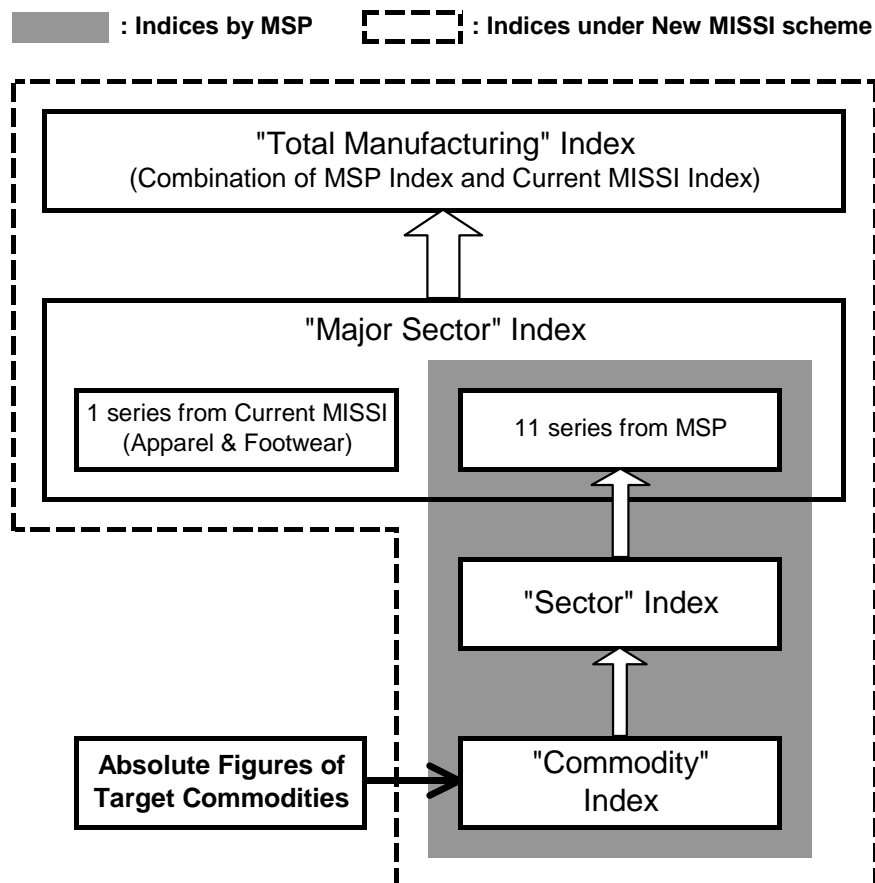 : Indices by MSP
: Indices under New MISSI scheme
"Total Manufacturing" Index
(Combination of MSP Index and Current MISSI Index)
"Major Sector" Index
1 series from Current MISSI
(Apparel & Footwear)
11 series from MSP
"Sector" Index
Absolute Figures of
Target Commodities
"Commodity"
Index